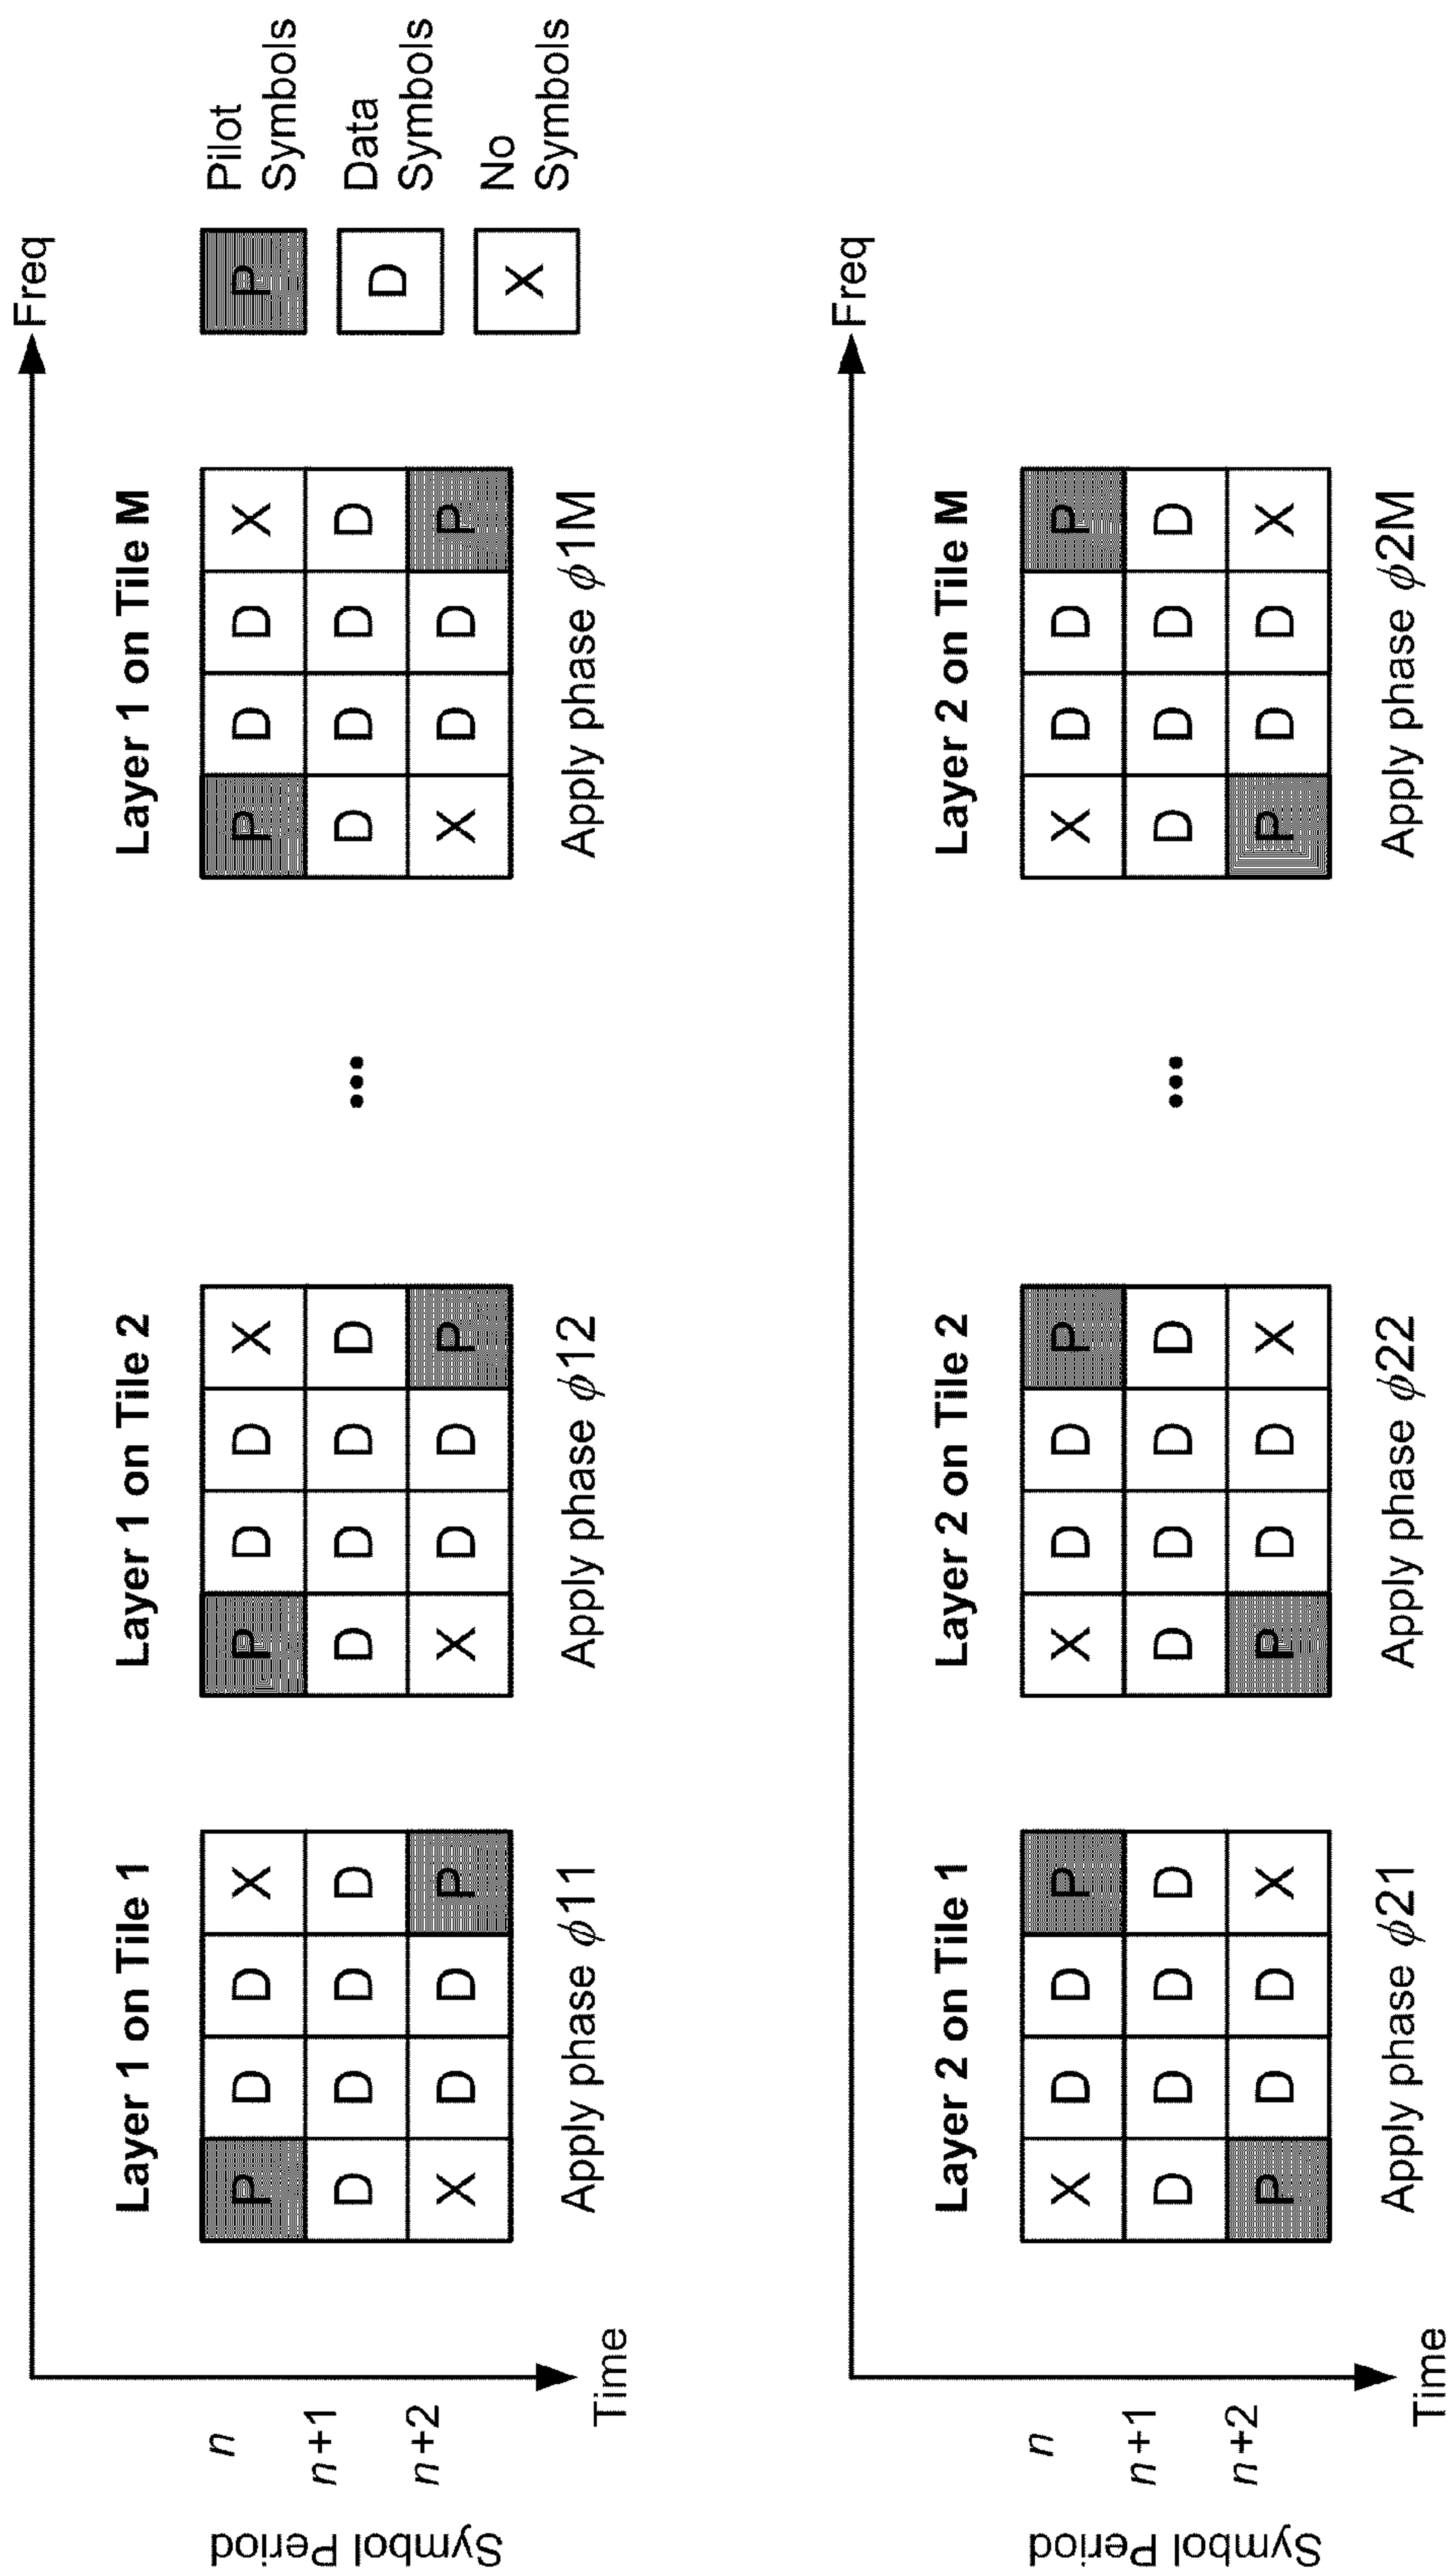 Freq
Layer 1 on Tile 1
Layer 1 on Tile 2
Layer 1 on Tile M
Symbol Period
n
P D D X
P D D X
P D D X
n+1
D D D D
D D D D
D D D D
n+2
X D D P
X D D P
X D D P
...
P
Pilot
Symbols
D
Data
Symbols
X
No
Symbols
Time
Apply phase ϕ11
Apply phase ϕ12
Apply phase ϕ1M
Freq
Layer 2 on Tile 1
Layer 2 on Tile 2
Layer 2 on Tile M
Symbol Period
n
X D D P
X D D P
X D D P
n+1
D D D D
D D D D
D D D D
n+2
P D D X
P D D X
P D D X
...
Time
Apply phase ϕ21
Apply phase ϕ22
Apply phase ϕ2M